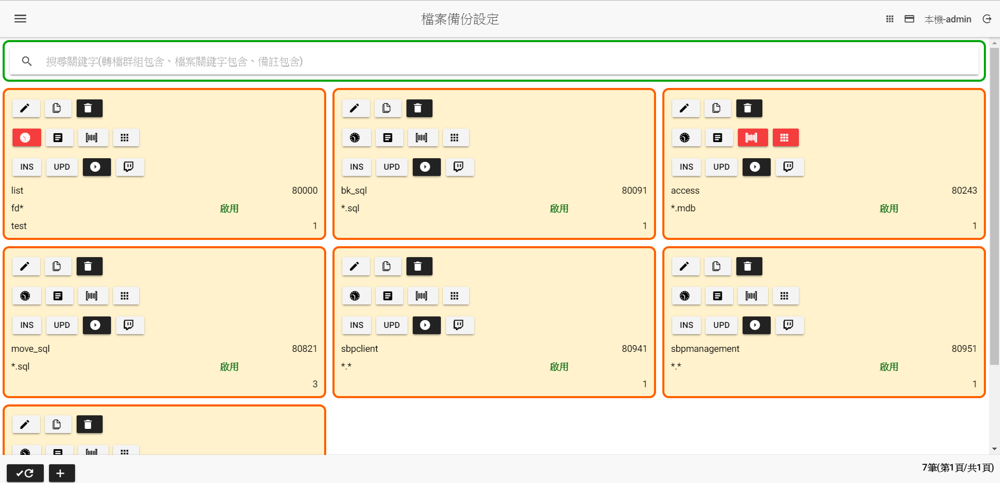 檔案備份設定
本機-admin
搜尋關鍵字(轉檔群組包含、檔案關鍵字包含、備註包含)
INS UPD
list 80000
fd* 啟用
test 1
INS UPD
bk_sql 80091
*.sql 啟用
1
INS UPD
access 80243
*.mdb 啟用
1
INS UPD
move_sql 80821
*.sql 啟用
3
INS UPD
sbpclient 80941
*.* 啟用
1
INS UPD
sbpmanagement 80951
*.* 啟用
1
7筆(第1頁/共1頁)